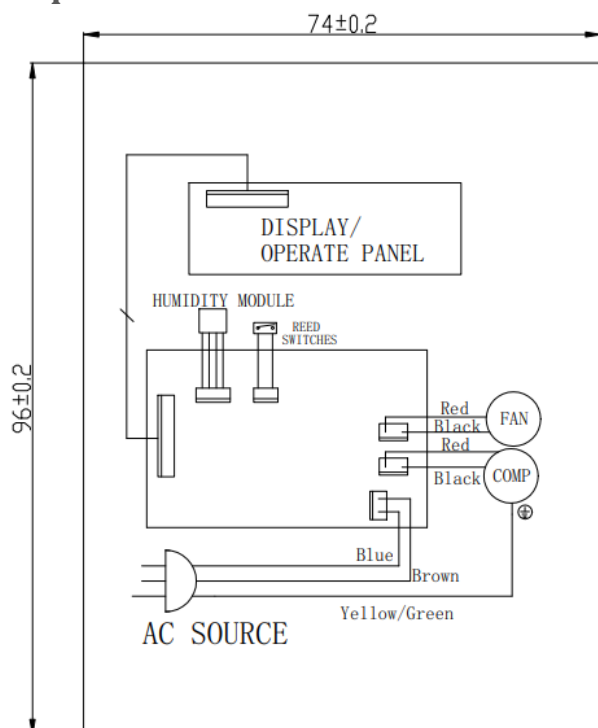 74±0.2
96±0.2
DISPLAY/
OPERATE PANEL
HUMIDITY MODULE
REED
SWITCHES
Red
Black
FAN
Red
Black
COMP
Blue
Brown
Yellow/Green
AC SOURCE